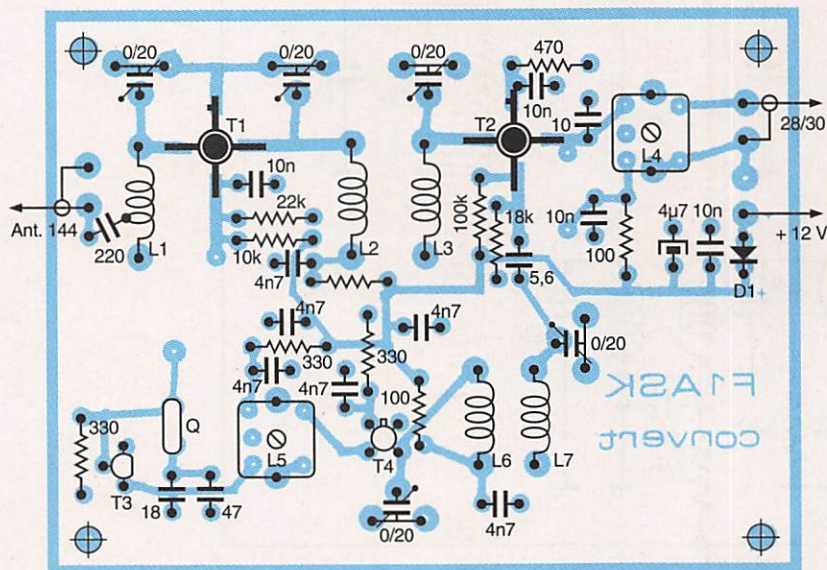 0/20
0/20
0/20
470
10n
T1
T2
10
28/30
L4
10n
22k
10k
4n7
100k
18k
10n
100
4µ7
10n
+ 12 V
D1
+
Ant. 144
220
L1
L2
L3
5,6
4n7
330
4n7
4n7
330
4n7
100
0/20
F1ASK
convert
330
Q
T3
18
47
L5
T4
L6
L7
4n7
0/20